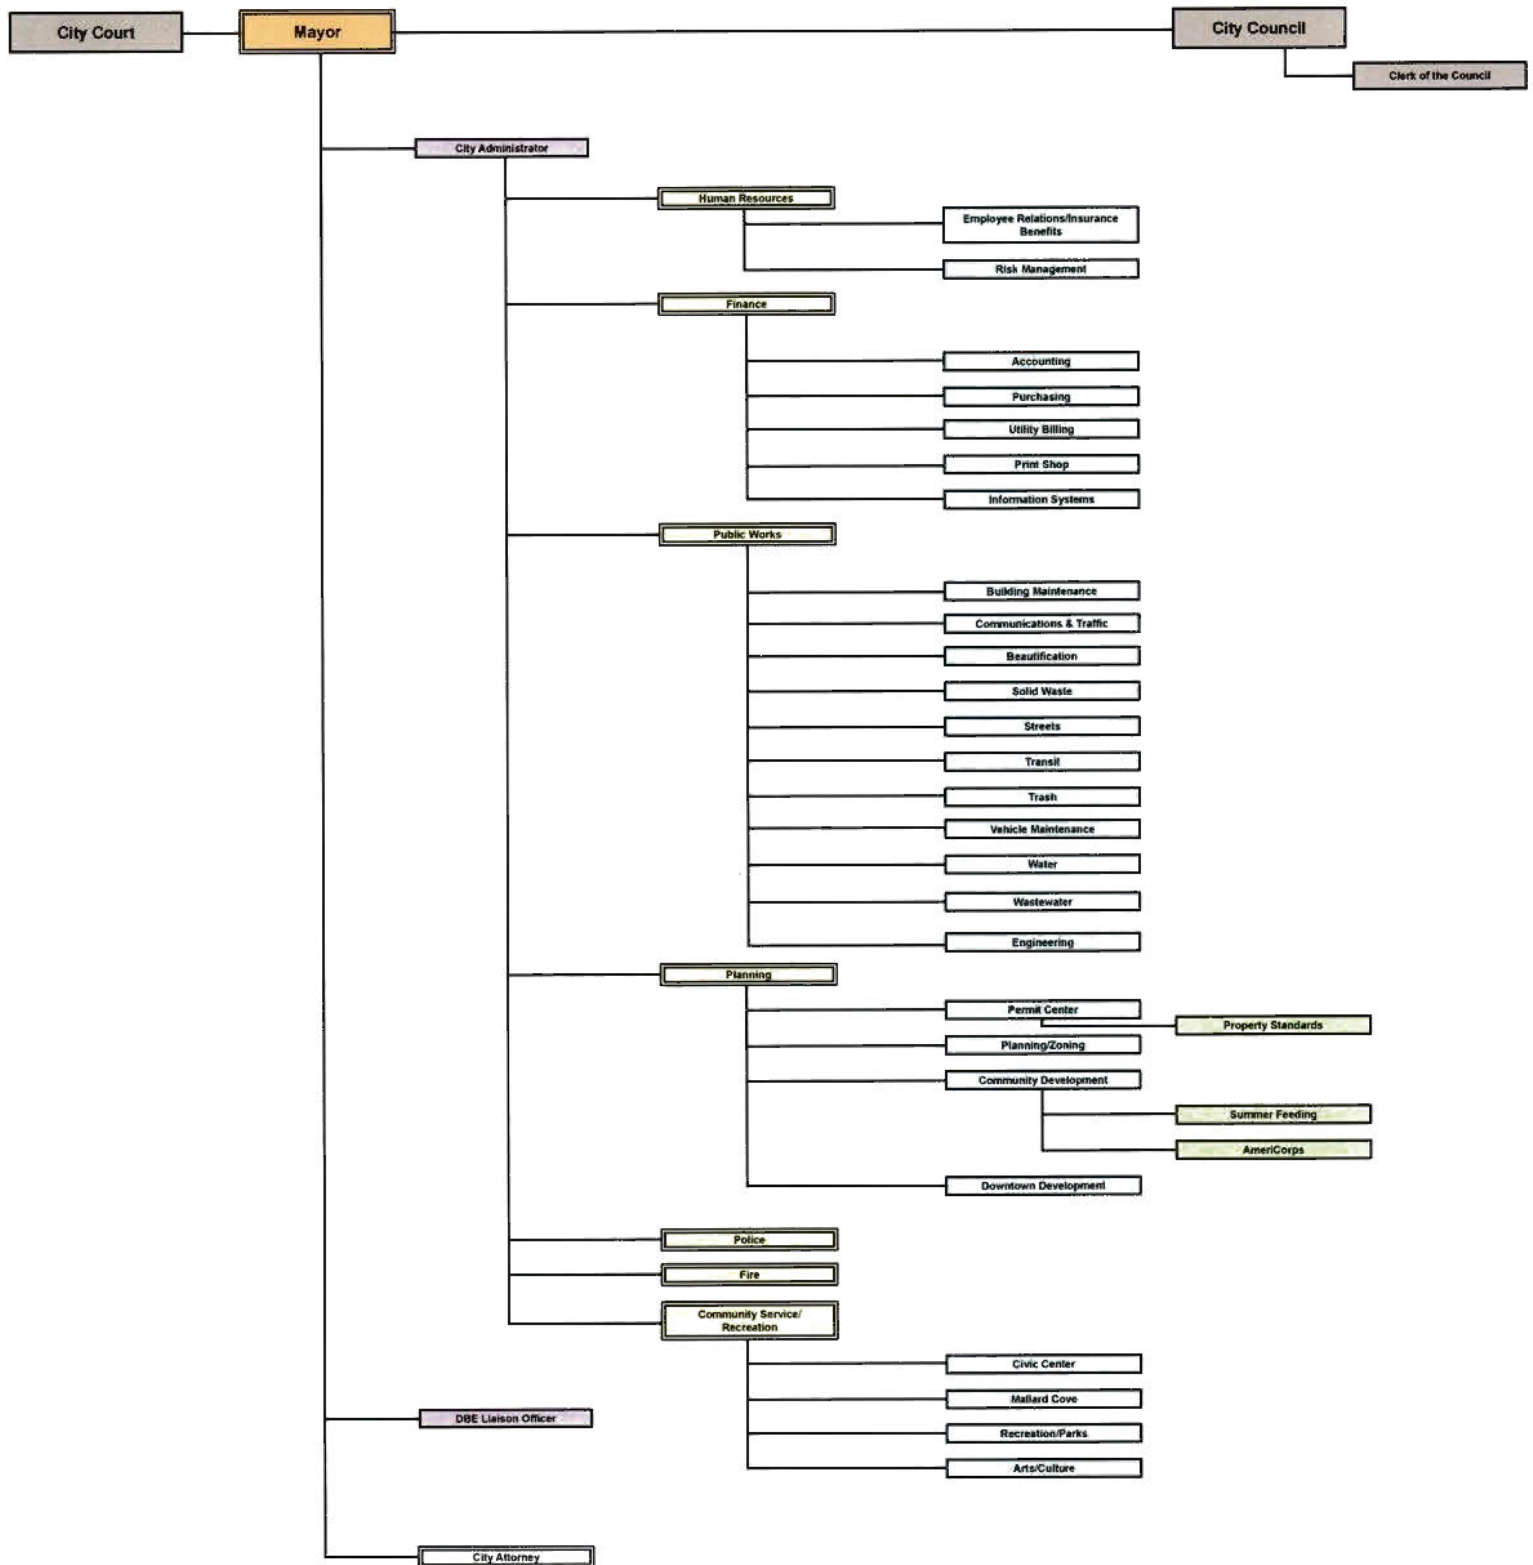 City Court
Mayor
City Council
Clerk of the Council
City Administrator
Human Resources
Employee Relations/Insurance
Benefits
Risk Management
Finance
Accounting
Purchasing
Utility Billing
Print Shop
Information Systems
Public Works
Building Maintenance
Communications & Traffic
Beautification
Solid Waste
Streets
Transit
Trash
Vehicle Maintenance
Water
Wastewater
Engineering
Planning
Permit Center
Property Standards
Planning/Zoning
Community Development
Summer Feeding
AmeriCorps
Downtown Development
Police
Fire
Community Service/
Recreation
Civic Center
Mallard Cove
Recreation/Parks
Arts/Culture
DBE Liaison Officer
City Attorney